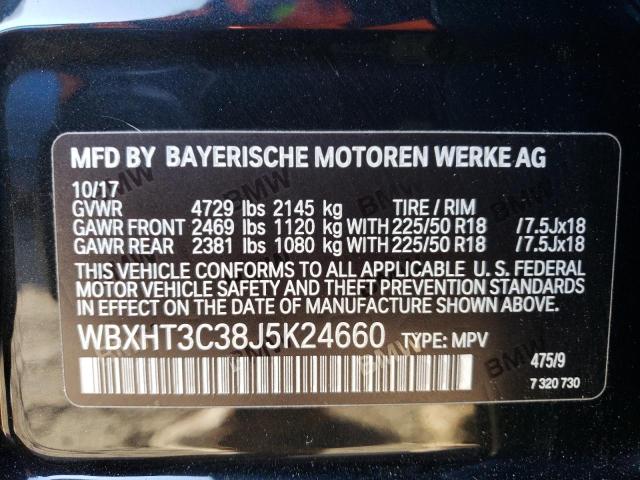 MFD BY BAYERISCHE MOTOREN WERKE AG
10/17
GVWR 4729 lbs 2145 kg TIRE / RIM
GAWR FRONT 2469 lbs 1120 kg WITH 225/50 R18 /7.5Jx18
GAWR REAR 2381 lbs 1080 kg WITH 225/50 R18 /7.5Jx18
THIS VEHICLE CONFORMS TO ALL APPLICABLE U. S. FEDERAL
MOTOR VEHICLE SAFETY AND THEFT PREVENTION STANDARDS
IN EFFECT ON THE DATE OF MANUFACTURE SHOWN ABOVE.
WBXHT3C38J5K24660 TYPE: MPV
475/9
7 320 730